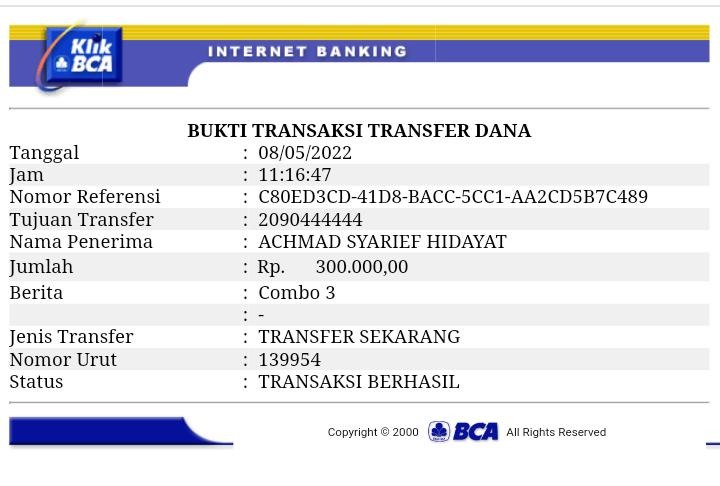 Klik
BCA
INTERNET BANKING
BUKTI TRANSAKSI TRANSFER DANA
Tanggal : 08/05/2022
Jam : 11:16:47
Nomor Referensi : C80ED3CD-41D8-BACC-5CC1-AA2CD5B7C489
Tujuan Transfer : 2090444444
Nama Penerima : ACHMAD SYARIEF HIDAYAT
Jumlah : Rp. 300.000,00
Berita : Combo 3
: -
Jenis Transfer : TRANSFER SEKARANG
Nomor Urut : 139954
Status : TRANSAKSI BERHASIL
Copyright © 2000 BCA All Rights Reserved